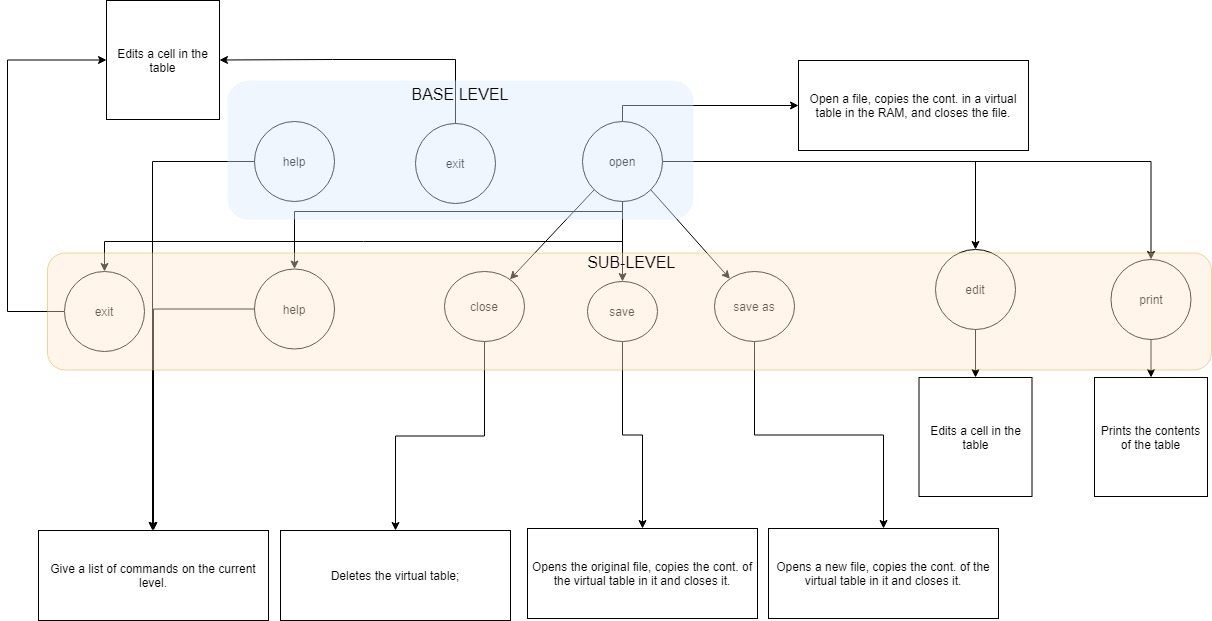 Edits a cell in the
table
BASE LEVEL
Open a file, copies the cont. in a virtual
table in the RAM, and closes the file.
help
exit
open
SUB-LEVEL
exit
help
close
save
save as
edit
print
Edits a cell in the
table
Prints the contents
of the table
Give a list of commands on the current
level.
Deletes the virtual table;
Opens the original file, copies the cont. of
the virtual table in it and closes it.
Opens a new file, copies the cont. of the
virtual table in it and closes it.